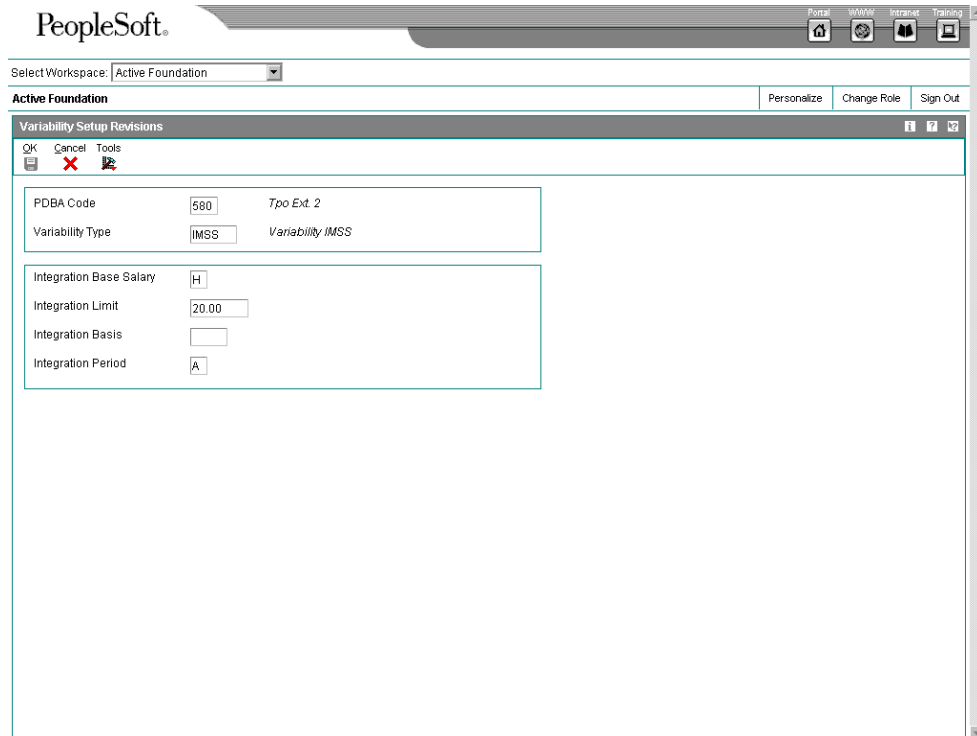 PeopleSoft®
Portal WWW Intranet Training
Select Workspace: Active Foundation
Active Foundation Personalize Change Role Sign Out
Variability Setup Revisions
OK Cancel Tools
PDBA Code 580 Tpo Ext. 2
Variability Type IMSS Variability IMSS
Integration Base Salary H
Integration Limit 20.00
Integration Basis
Integration Period A